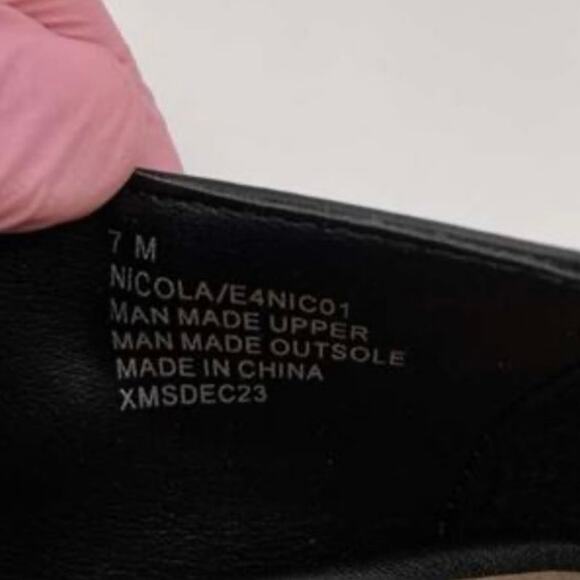 7 M
NICOLA/E4NIC01
MAN MADE UPPER
MAN MADE OUTSOLE
MADE IN CHINA
XMSDEC23